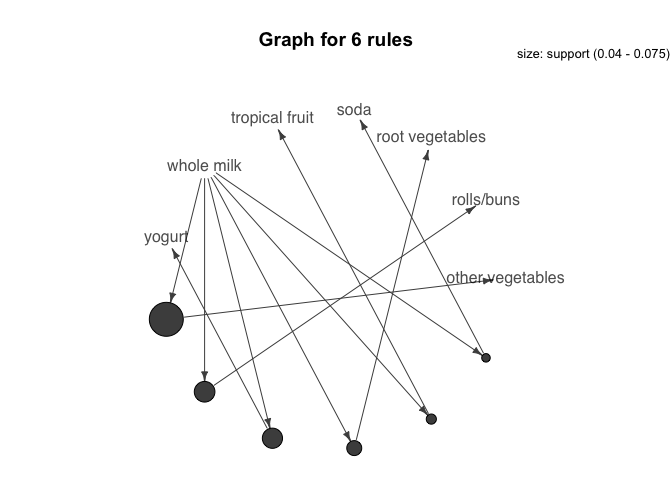 Graph for 6 rules
size: support (0.04 - 0.075)
soda
tropical fruit
root vegetables
whole milk
rolls/buns
yogurt
other vegetables